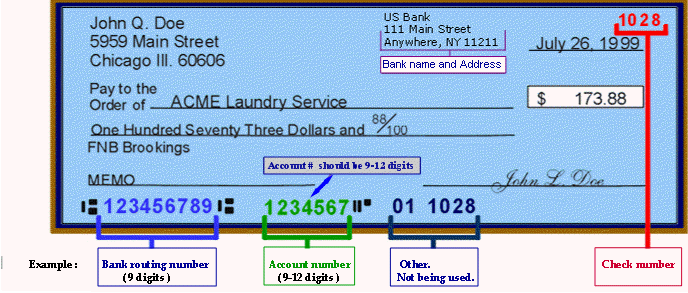 John Q. Doe
5959 Main Street
Chicago Ill. 60606
US Bank
111 Main Street
Anywhere, NY 11211
Bank name and Address
1028
July 26, 1999
Pay to the
Order of ACME Laundry Service
$ 173.88
One Hundred Seventy Three Dollars and 88/100
FNB Brookings
Account # should be 9-12 digits
MEMO
John L. Doe
123456789 1234567 01 1028
Example :
Bank routing number
(9 digits )
Account number
(9-12 digits )
Other.
Not being used.
Check number